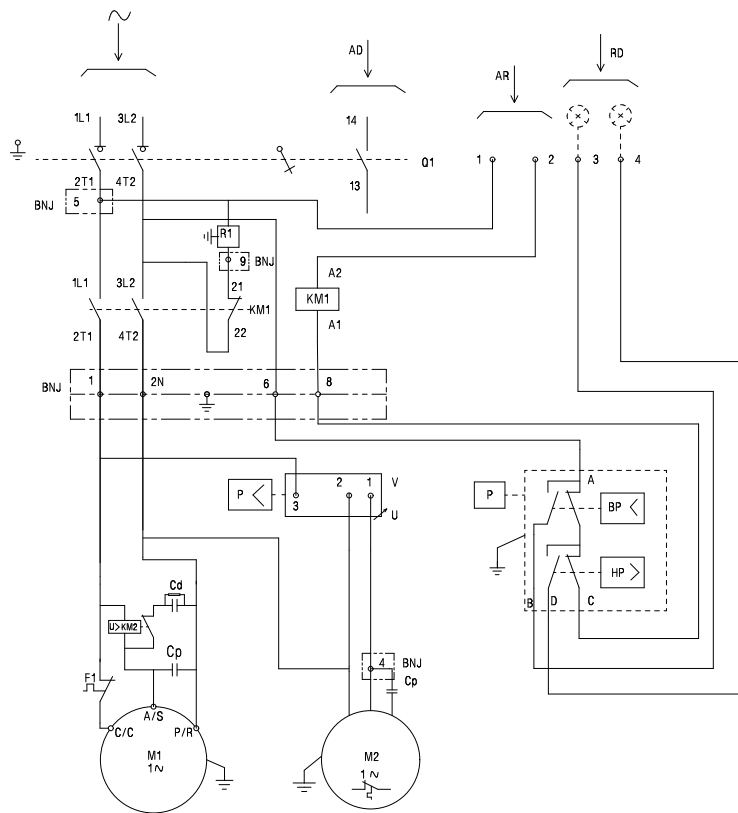 AD
RD
AR
1L1 3L2
14
Q1
1 2 3 4
2T1 4T2
13
BNJ 5
R1
9 BNJ
A2
1L1 3L2
21
KM1
KM1
2T1 4T2
22
A1
BNJ 1 2N 6 8
P <
2 1 V
3
U
P
A
BP <
HP >
B D C
Cd
U>KM2
Cp
F1
A/S
C/C P/R
M1
1~
4 BNJ
Cp
M2
1 ~